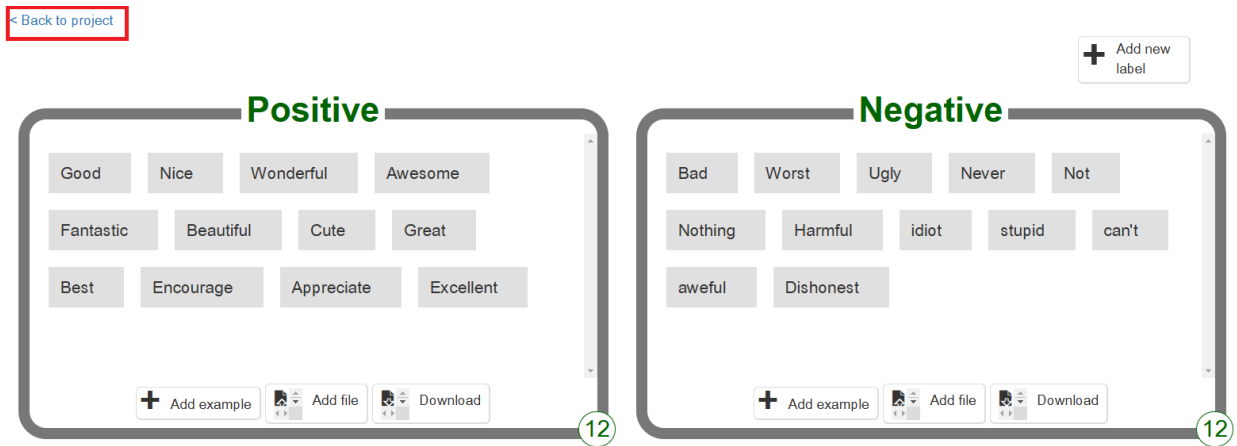 < Back to project
Add new
label
Positive
Good Nice Wonderful Awesome
Fantastic Beautiful Cute Great
Best Encourage Appreciate Excellent
Add example Add file Download
12
Negative
Bad Worst Ugly Never Not
Nothing Harmful idiot stupid can't
aweful Dishonest
Add example Add file Download
12